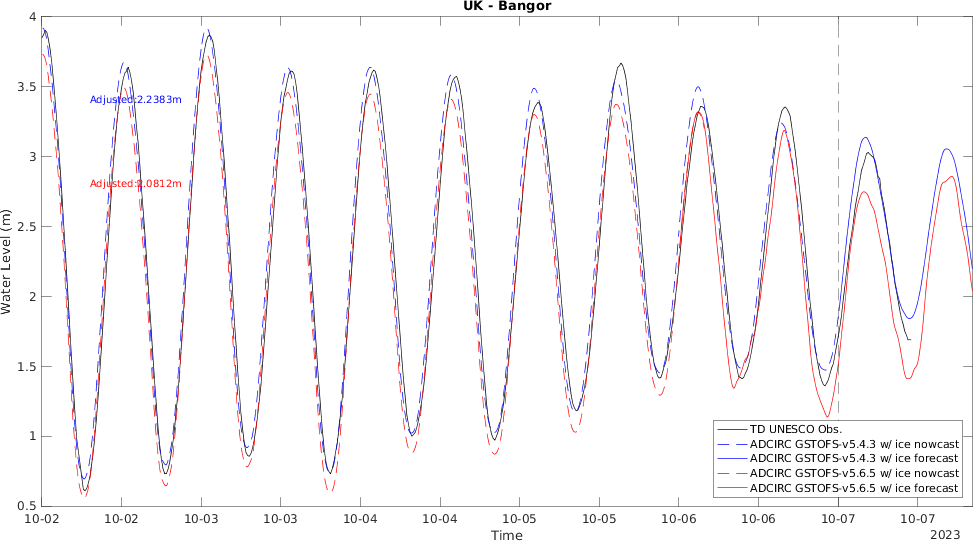 UK - Bangor
4
3.5
3
2.5
2
1.5
1
0.5
Water Level (m)
Adjusted:2.2383m
Adjusted:2.0812m
TD UNESCO Obs.
ADCIRC GSTOFS-v5.4.3 w/ ice nowcast
ADCIRC GSTOFS-v5.4.3 w/ ice forecast
ADCIRC GSTOFS-v5.6.5 w/ ice nowcast
ADCIRC GSTOFS-v5.6.5 w/ ice forecast
10-02 10-02 10-03 10-03 10-04 10-04 10-05 10-05 10-06 10-06 10-07 10-07
Time
2023